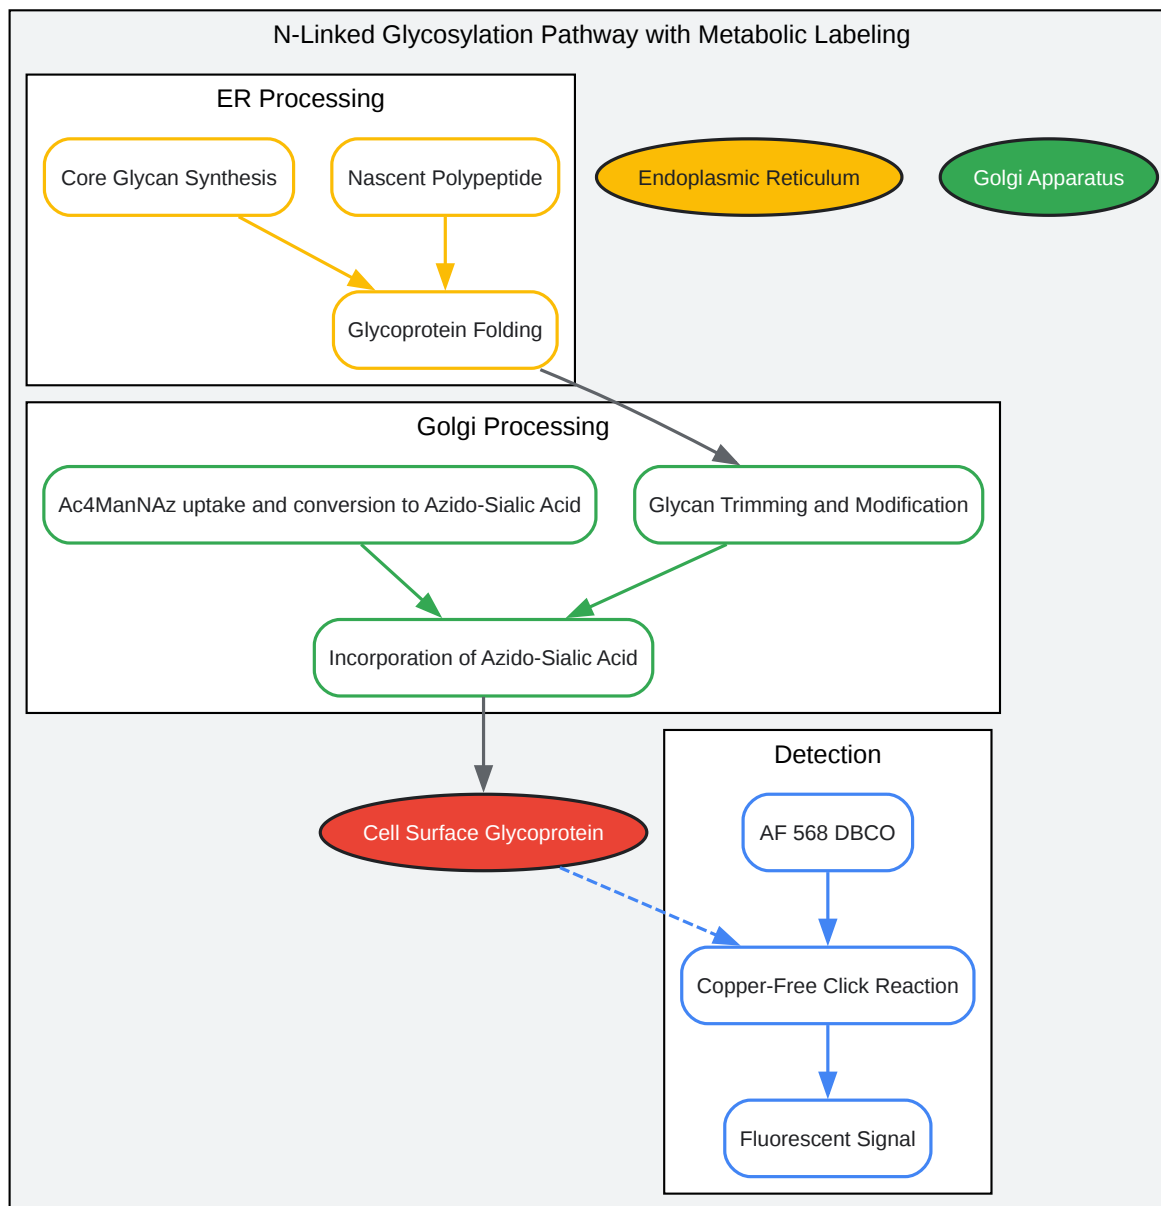 N-Linked Glycosylation Pathway with Metabolic Labeling
ER Processing
Core Glycan Synthesis
Nascent Polypeptide
Endoplasmic Reticulum
Golgi Apparatus
Glycoprotein Folding
Golgi Processing
Ac4ManNAz uptake and conversion to Azido-Sialic Acid
Glycan Trimming and Modification
Incorporation of Azido-Sialic Acid
Detection
Cell Surface Glycoprotein
AF 568 DBCO
Copper-Free Click Reaction
Fluorescent Signal